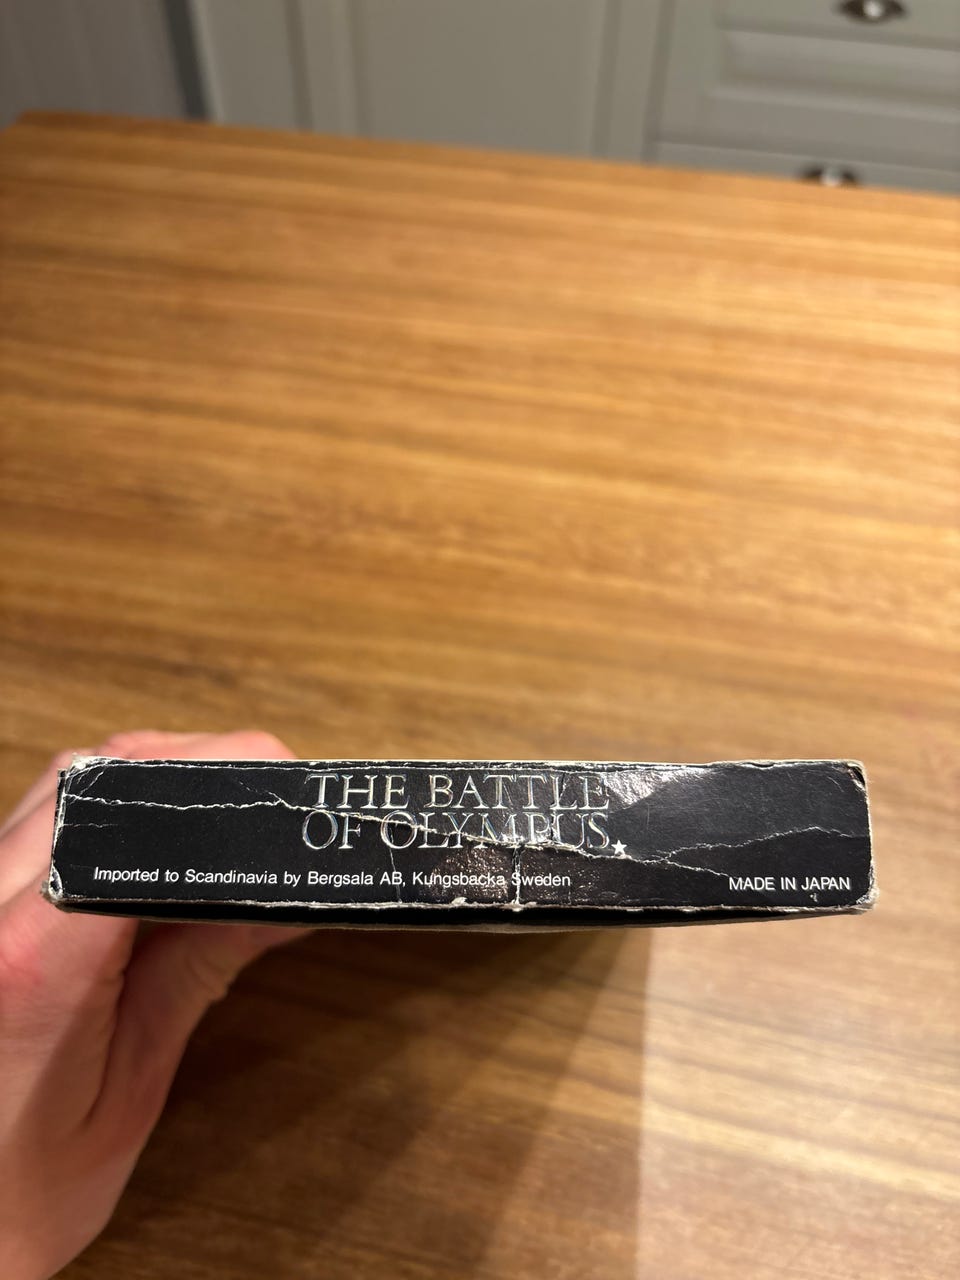 THE BATTLE
OF OLYMPUS
Imported to Scandinavia by Bergsala AB, Kungsbacka Sweden
MADE IN JAPAN